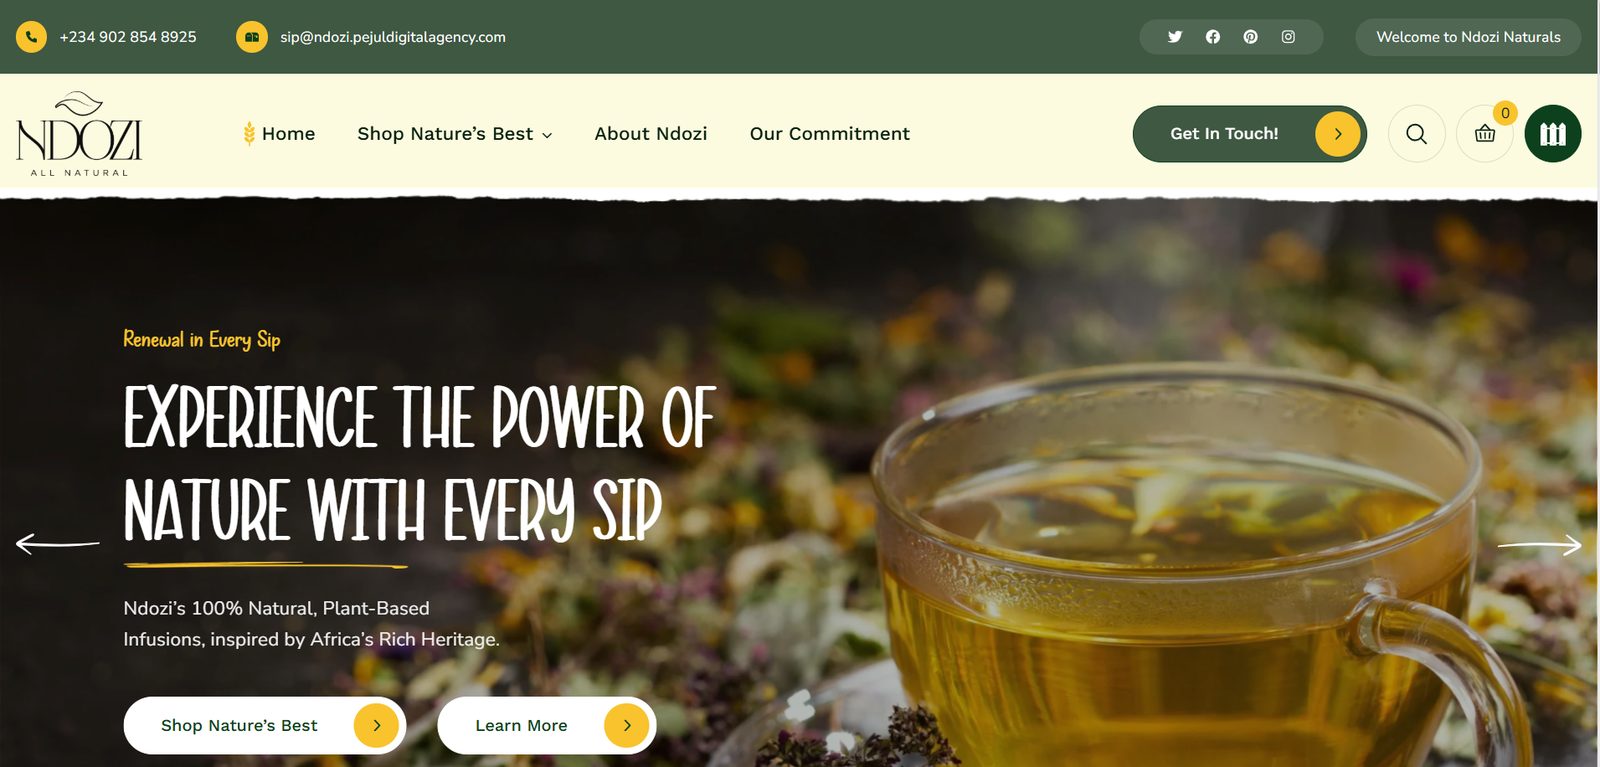 +234 902 854 8925
sip@ndozi.pejuldigitalagency.com
Welcome to Ndozi Naturals
NDOZI
ALL NATURAL
Home
Shop Nature’s Best
About Ndozi
Our Commitment
Get In Touch!
0
Renewal in Every Sip
EXPERIENCE THE POWER OF
NATURE WITH EVERY SIP
Ndozi’s 100% Natural, Plant-Based
Infusions, inspired by Africa’s Rich Heritage.
Shop Nature’s Best
Learn More